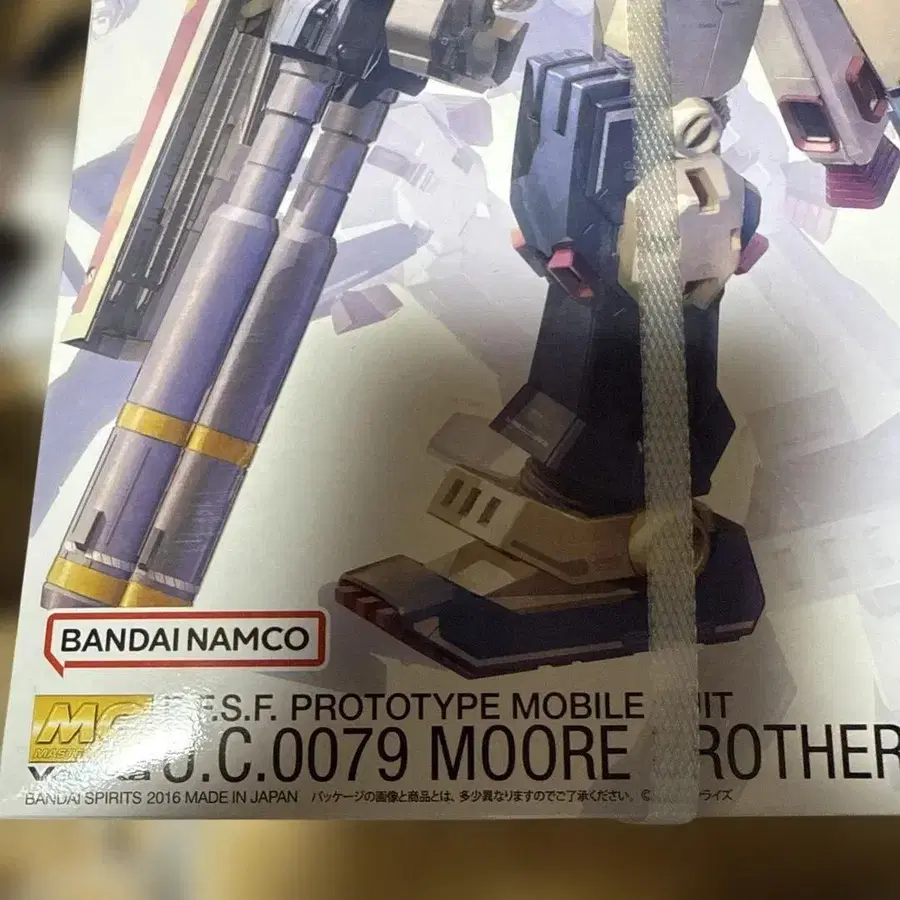 BANDAI NAMCO
MG
E.S.F. PROTOTYPE MOBILE
U.C.0079 MOORE BROTHER
BANDAI SPIRITS 2016 MADE IN JAPAN パッケージの画像と商品とは、多少異なりますのでご了承ください。 ©